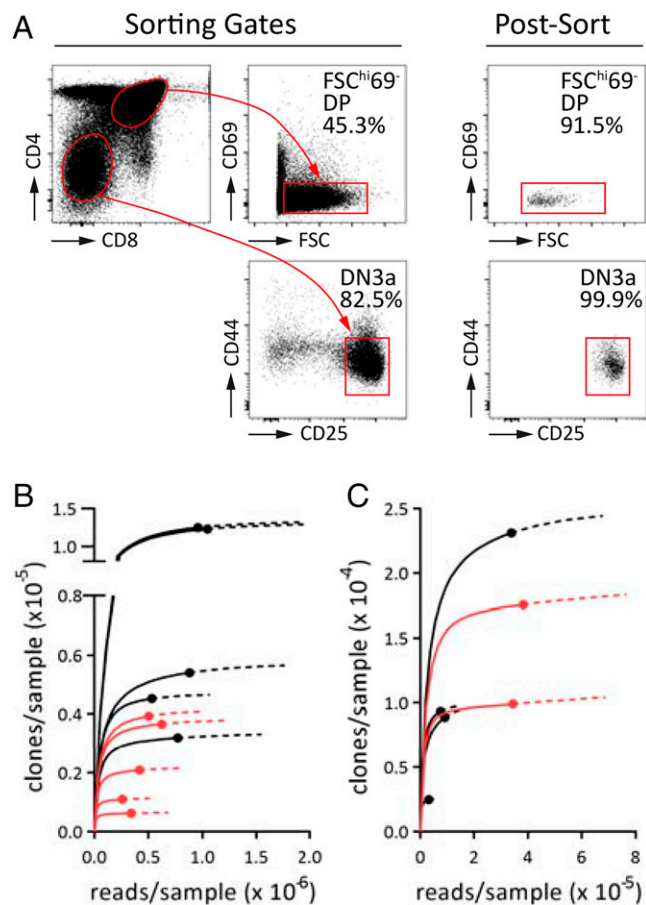 A
Sorting Gates
Post-Sort
CD4
CD8
CD69
FSC^hi69^-
DP
45.3%
FSC
CD69
FSC^hi69^-
DP
91.5%
FSC
CD44
DN3a
82.5%
CD25
CD44
DN3a
99.9%
CD25
B
clones/sample (x10^-5)
1.5
1.0
0.8
0.6
0.4
0.2
0.0
0.0 0.5 1.0 1.5 2.0
reads/sample (x 10^-6)
C
clones/sample (x10^-4)
2.5
2.0
1.5
1.0
0.5
0.0
0 2 4 6 8
reads/sample (x 10^-5)